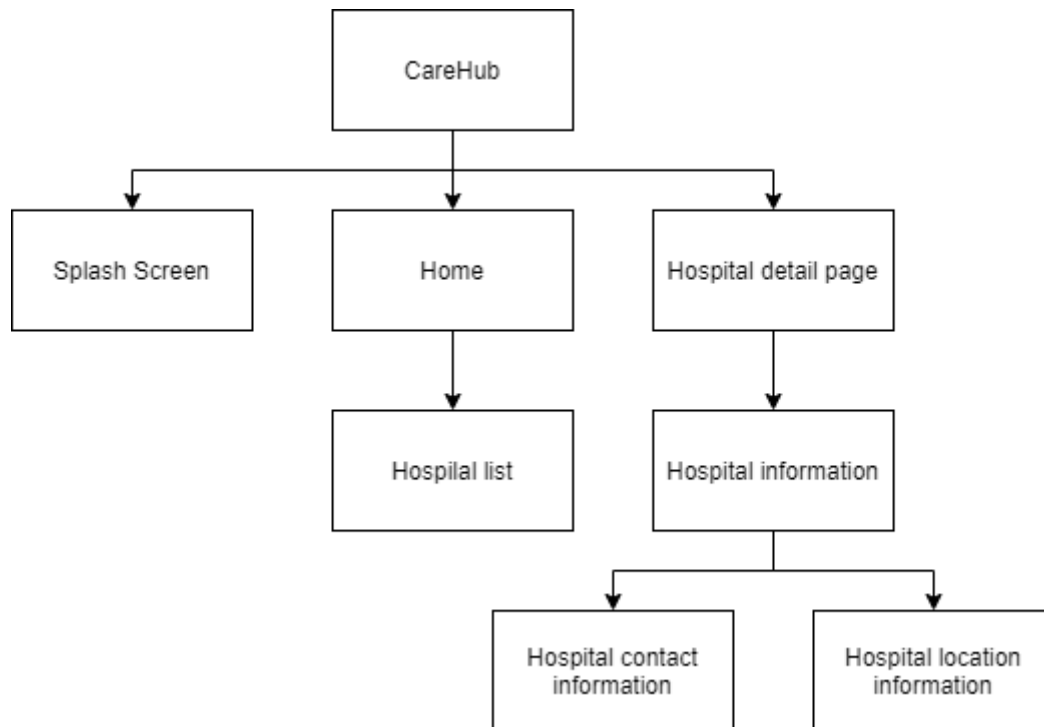 CareHub
Splash Screen
Home
Hospital detail page
Hospilal list
Hospital information
Hospital contact
information
Hospital location
information